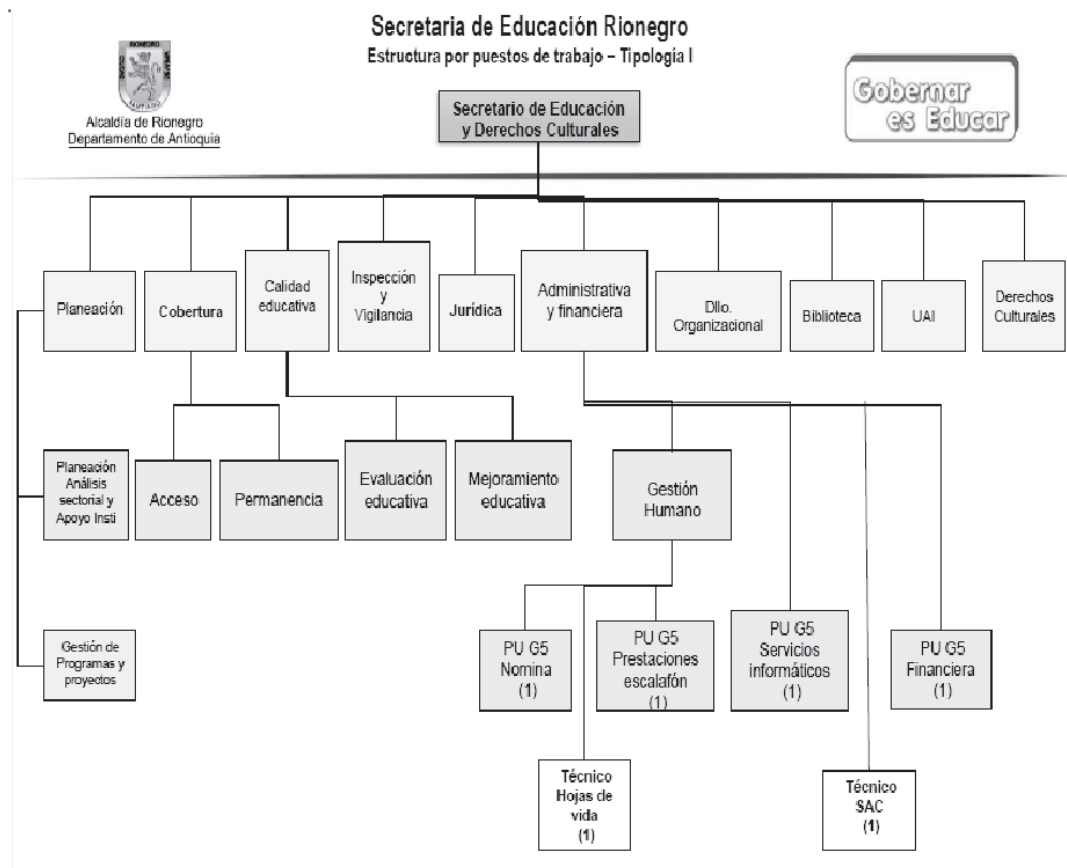 Secretaria de Educación Rionegro
Estructura por puestos de trabajo – Tipología I
RIONEGRO
Alcaldía de Rionegro
Departamento de Antioquia
Gobernar
es Educar
Secretario de Educación
y Derechos Culturales
Planeación
Cobertura
Calidad
educativa
Inspección
y
Vigilancia
Jurídica
Administrativa
y financiera
Dllo.
Organizacional
Biblioteca
UAI
Derechos
Culturales
Planeación
Análisis
sectorial y
Apoyo Insti
Acceso
Permanencia
Evaluación
educativa
Mejoramiento
educativa
Gestión
Humano
Gestión de
Programas y
proyectos
PU G5
Nomina
(1)
PU G5
Prestaciones
escalafón
(1)
PU G5
Servicios
informáticos
(1)
PU G5
Financiera
(1)
Técnico
Hojas de
vida
(1)
Técnico
SAC
(1)